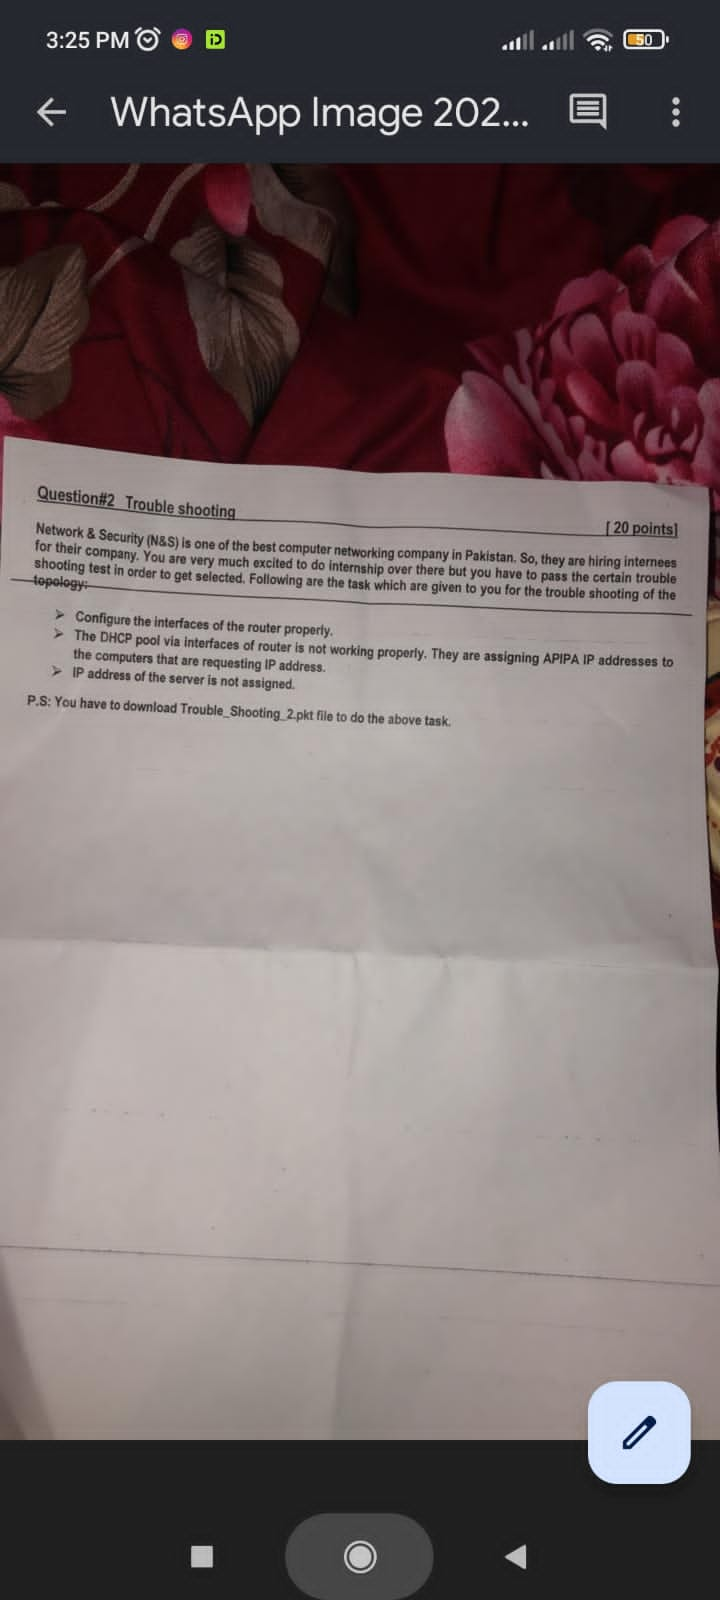 3:25 PM
50
WhatsApp Image 202...
Question#2 Trouble shooting
[ 20 points]
Network & Security (N&S) is one of the best computer networking company in Pakistan. So, they are hiring internees
for their company. You are very much excited to do internship over there but you have to pass the certain trouble
shooting test in order to get selected. Following are the task which are given to you for the trouble shooting of the
topology:
➢ Configure the interfaces of the router properly.
➢ The DHCP pool via interfaces of router is not working properly. They are assigning APIPA IP addresses to
the computers that are requesting IP address.
➢ IP address of the server is not assigned.
P.S: You have to download Trouble_Shooting_2.pkt file to do the above task.